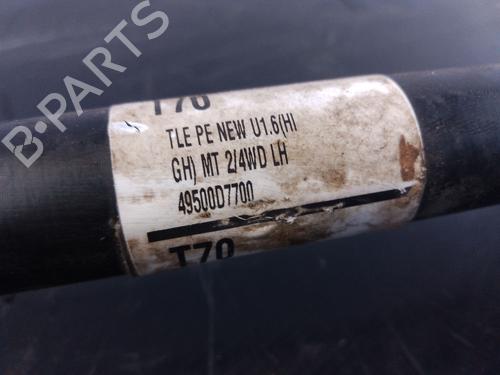 B-PARTS
T70
TLE PE NEW U1.6(HI
GH) MT 2/4WD LH
49500D7700
T70